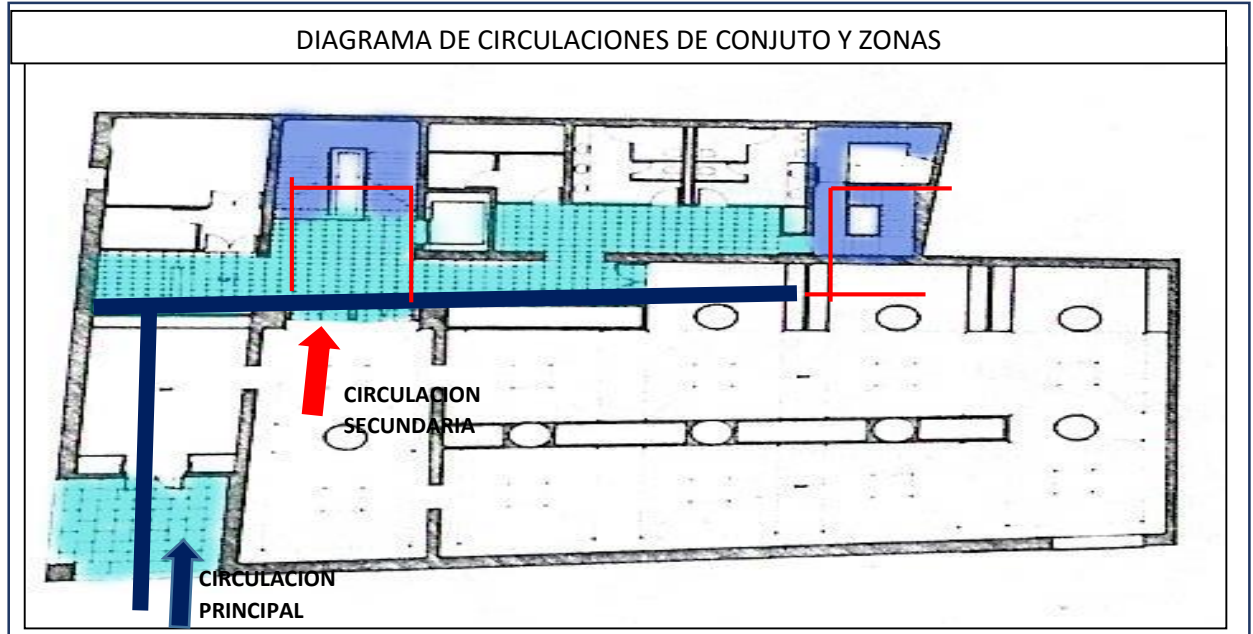 DIAGRAMA DE CIRCULACIONES DE CONJUTO Y ZONAS
CIRCULACION
SECUNDARIA
CIRCULACION
PRINCIPAL